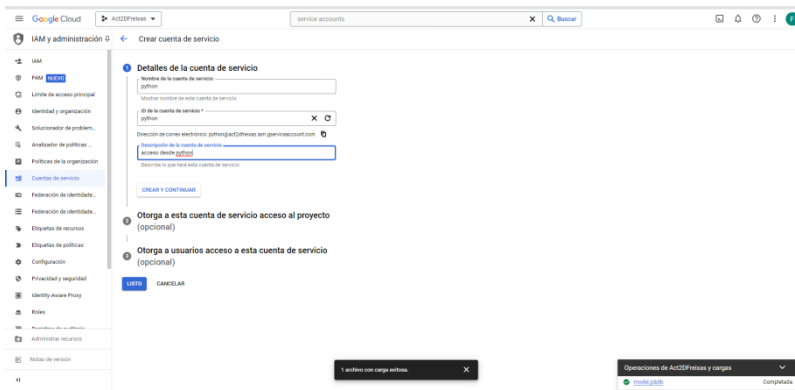 Google Cloud
Act2DFreixas
service accounts
Buscar
IAM y administración
Crear cuenta de servicio
IAM
PAM NUEVO
Límite de acceso principal
Identidad y organización
Solucionador de problem...
Analizador de políticas ...
Políticas de la organización
Cuentas de servicio
Federación de identidade...
Federación de identidade...
Etiquetas de recursos
Etiquetas de políticas
Configuración
Privacidad y seguridad
Identity-Aware Proxy
Roles
Administrar recursos
Notas de versión
1 Detalles de la cuenta de servicio
Nombre de la cuenta de servicio
python
Mostrar nombre de esta cuenta de servicio
ID de la cuenta de servicio *
python
Dirección de correo electrónico: python@act2dfreixas.iam.gserviceaccount.com
Descripción de la cuenta de servicio
acceso desde python
Describe lo que hará esta cuenta de servicio
CREAR Y CONTINUAR
2 Otorga a esta cuenta de servicio acceso al proyecto
(opcional)
3 Otorga a usuarios acceso a esta cuenta de servicio
(opcional)
LISTO
CANCELAR
1 archivo con carga exitosa.
Operaciones de Act2DFreixas y cargas
model.joblib
Completada